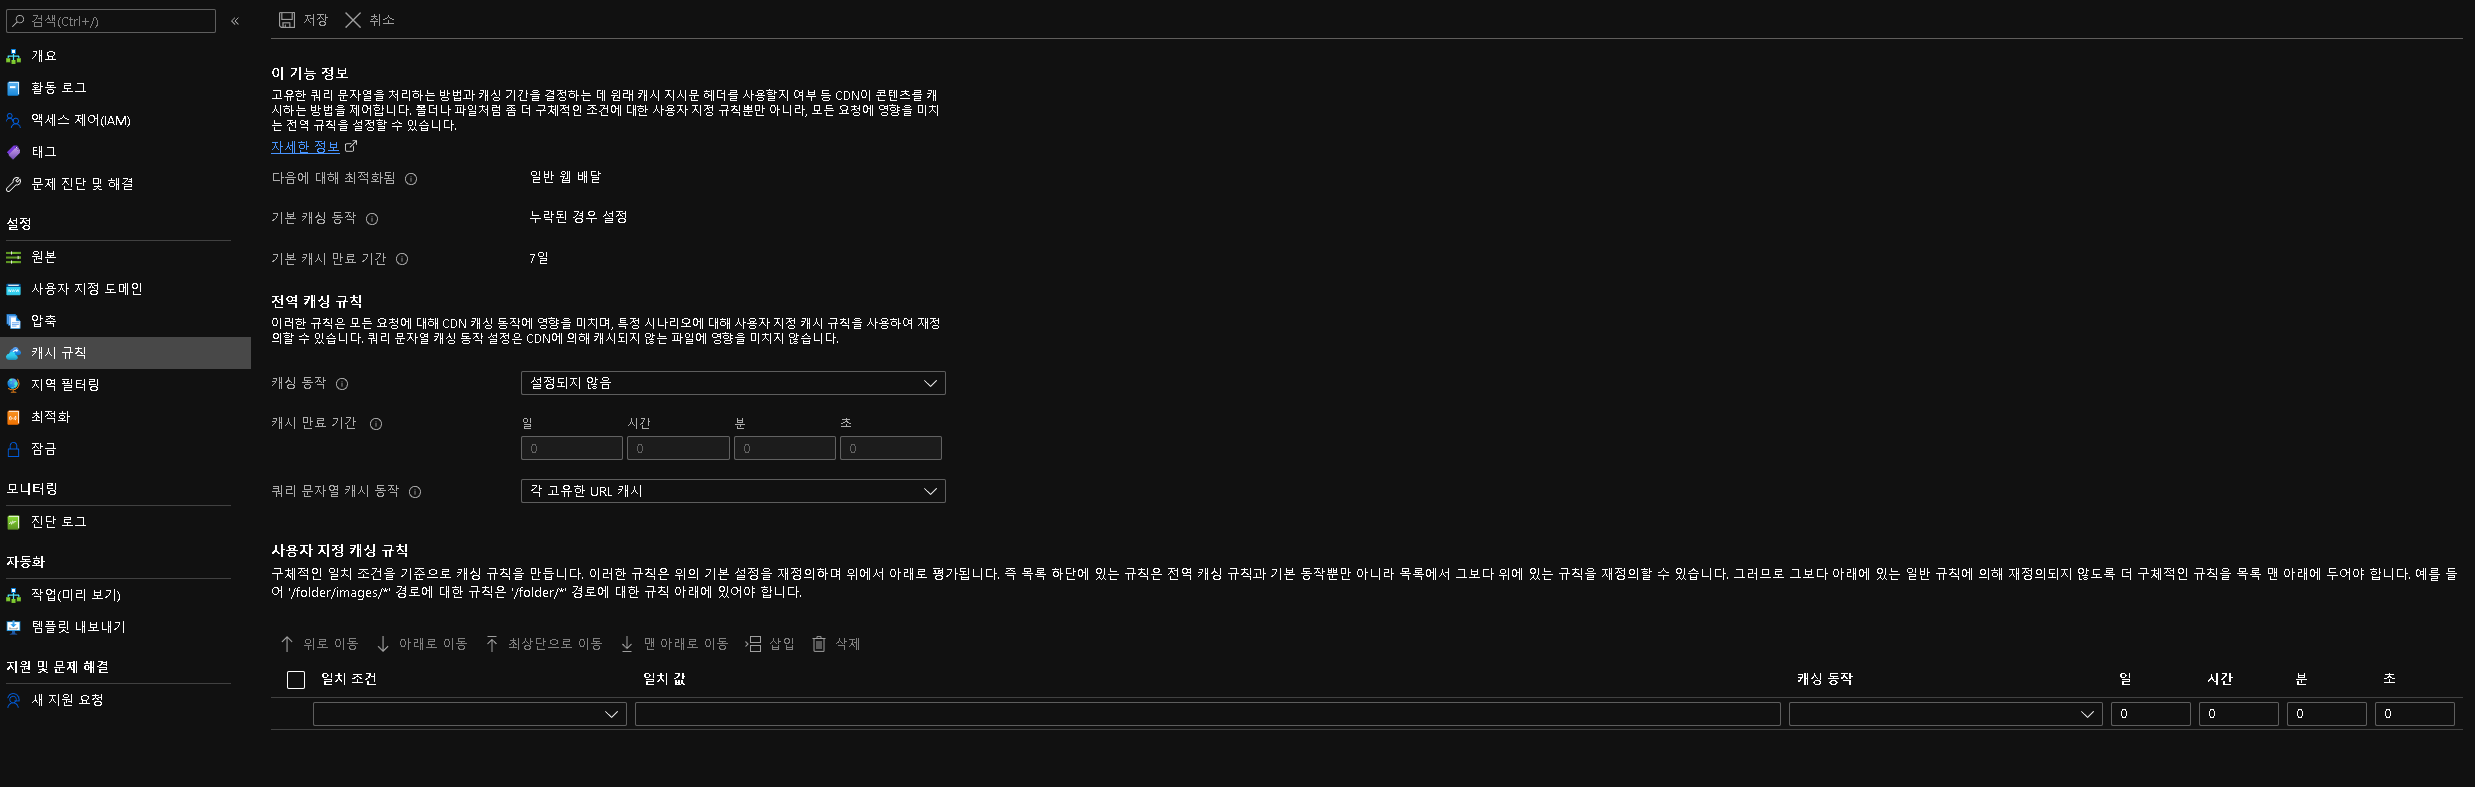 검색(Ctrl+/)
«
저장
취소
개요
활동 로그
액세스 제어(IAM)
태그
문제 진단 및 해결
설정
원본
사용자 지정 도메인
압축
캐시 규칙
지역 필터링
최적화
잠금
모니터링
진단 로그
자동화
작업(미리 보기)
템플릿 내보내기
지원 및 문제 해결
새 지원 요청
이 기능 정보
고유한 쿼리 문자열을 처리하는 방법과 캐싱 기간을 결정하는 데 원래 캐시 지시문 헤더를 사용할지 여부 등 CDN이 콘텐츠를 캐
시하는 방법을 제어합니다. 폴더나 파일처럼 좀 더 구체적인 조건에 대한 사용자 지정 규칙뿐만 아니라, 모든 요청에 영향을 미치
는 전역 규칙을 설정할 수 있습니다.
자세한 정보
다음에 대해 최적화됨 일반 웹 배달
기본 캐싱 동작 누락된 경우 설정
기본 캐시 만료 기간 7일
전역 캐싱 규칙
이러한 규칙은 모든 요청에 대해 CDN 캐싱 동작에 영향을 미치며, 특정 시나리오에 대해 사용자 지정 캐시 규칙을 사용하여 재정
의할 수 있습니다. 쿼리 문자열 캐싱 동작 설정은 CDN에 의해 캐시되지 않는 파일에 영향을 미치지 않습니다.
캐싱 동작 설정되지 않음
캐시 만료 기간 일 시간 분 초
0 0 0 0
쿼리 문자열 캐시 동작 각 고유한 URL 캐시
사용자 지정 캐싱 규칙
구체적인 일치 조건을 기준으로 캐싱 규칙을 만듭니다. 이러한 규칙은 위의 기본 설정을 재정의하며 위에서 아래로 평가됩니다. 즉 목록 하단에 있는 규칙은 전역 캐싱 규칙과 기본 동작뿐만 아니라 목록에서 그보다 위에 있는 규칙을 재정의할 수 있습니다. 그러므로 그보다 아래에 있는 일반 규칙에 의해 재정의되지 않도록 더 구체적인 규칙을 목록 맨 아래에 두어야 합니다. 예를 들
어 '/folder/images/*' 경로에 대한 규칙은 '/folder/*' 경로에 대한 규칙 아래에 있어야 합니다.
위로 이동 아래로 이동 최상단으로 이동 맨 아래로 이동 삽입 삭제
일치 조건 일치 값 캐싱 동작 일 시간 분 초
0 0 0 0